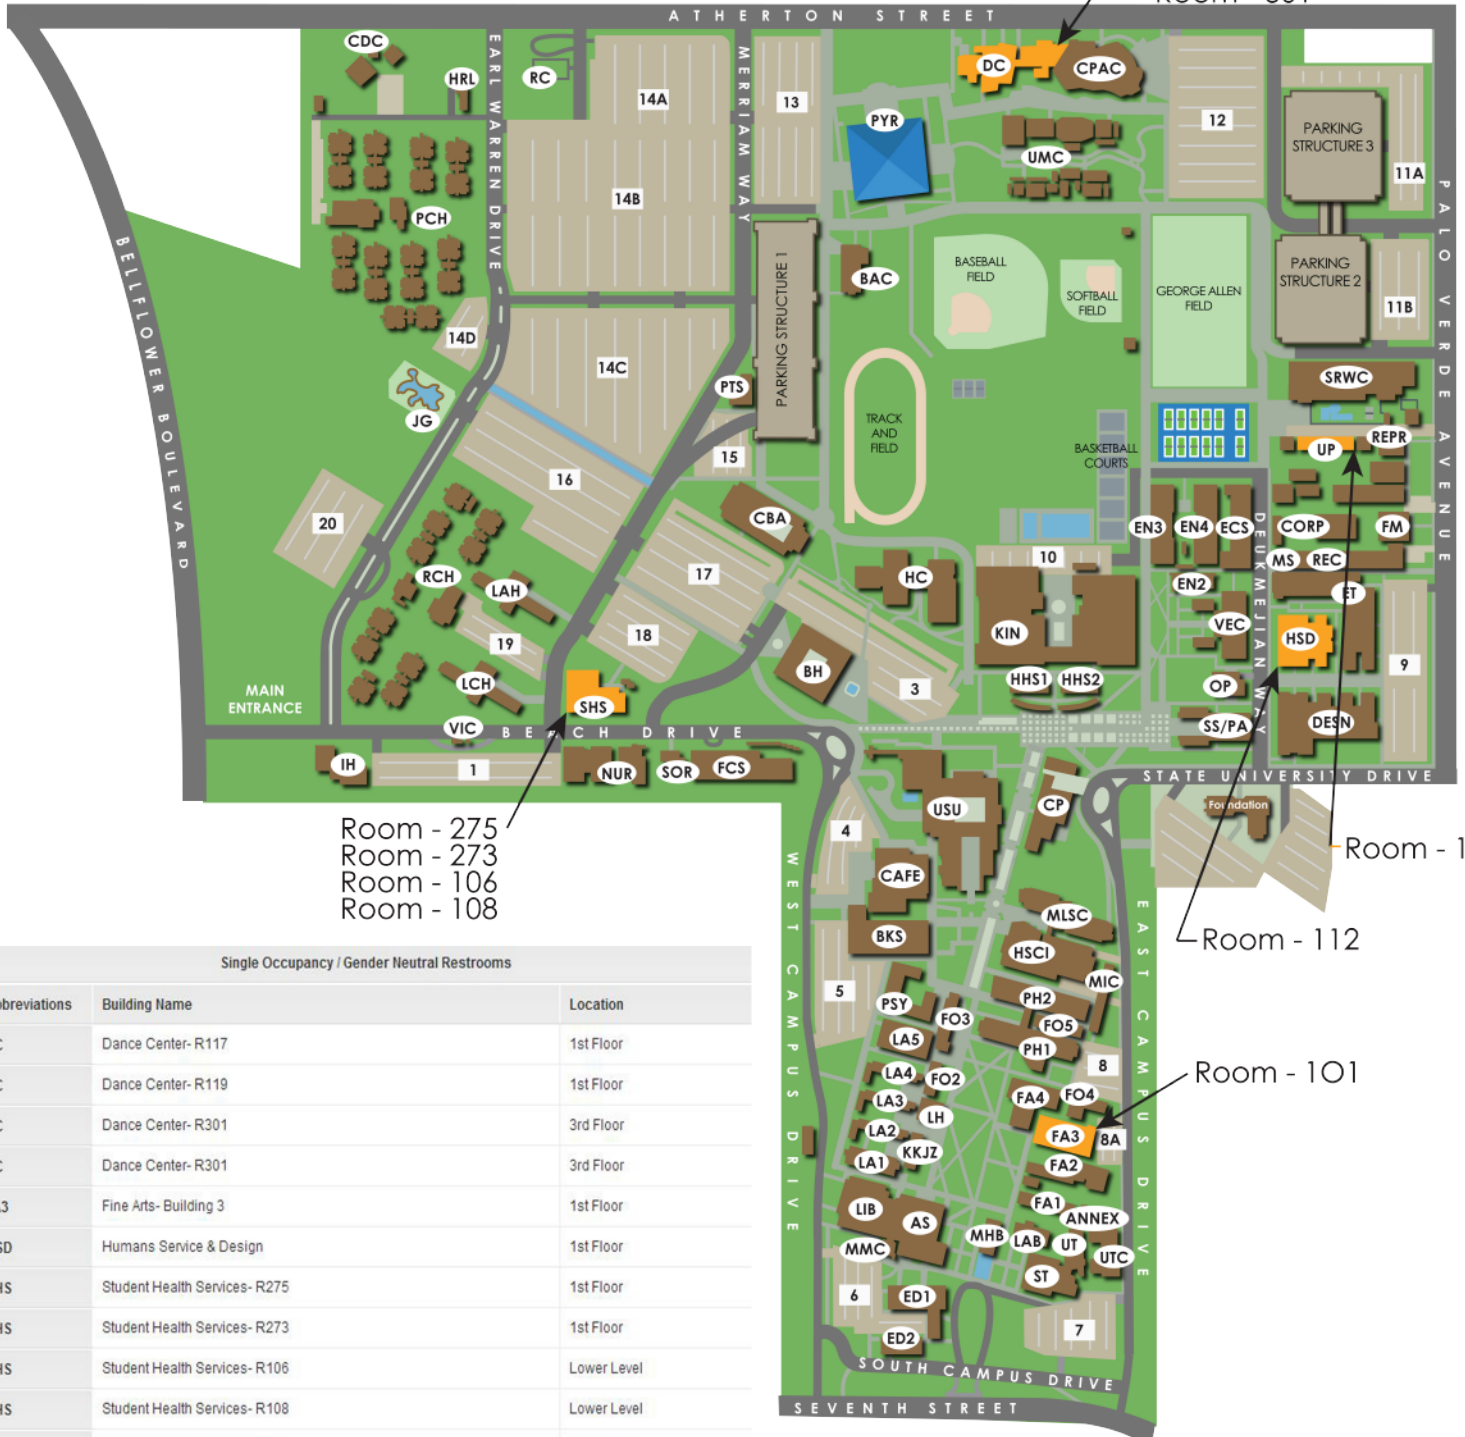 ATHERTON STREET
CDC
HRL
RC
EARL WARREN DRIVE
14A
MERRIAM WAY
13
DC
CPAC
PYR
UMC
12
PARKING
STRUCTURE 3
11A
PALO VERDE AVENUE
14B
PCH
BELLFLOWER BOULEVARD
BAC
BASEBALL
FIELD
SOFTBALL
FIELD
GEORGE ALLEN
FIELD
PARKING
STRUCTURE 2
11B
PARKING STRUCTURE 1
14D
14C
PTS
JG
SRWC
TRACK
AND
FIELD
BASKETBALL
COURTS
UP
REPR
15
16
20
CBA
EN3
EN4
ECS
DEUKMEJIAN WAY
CORP
FM
MS
REC
10
HC
17
RCH
LAH
EN2
ET
19
18
KIN
VEC
HSD
9
BH
3
HHS1
HHS2
OP
LCH
SHS
MAIN
ENTRANCE
VIC
BEACH DRIVE
SS/PA
DESN
IH
1
NUR
SOR
FCS
STATE UNIVERSITY DRIVE
USU
CP
Foundation
4
Room - 275
Room - 273
Room - 106
Room - 108
Room - 1
WEST CAMPUS DRIVE
CAFE
EAST CAMPUS DRIVE
MLSC
BKS
HSCI
Room - 112
MIC
5
PSY
PH2
FO3
FO5
LA5
PH1
8
LA4
FO2
Room - 101
LA3
FA4
FO4
LH
LA2
FA3
8A
KKJZ
LA1
FA2
LIB
AS
FA1
ANNEX
MHB
LAB
UT
MMC
UTC
ST
6
ED1
7
ED2
SOUTH CAMPUS DRIVE
SEVENTH STREET
Single Occupancy / Gender Neutral Restrooms
Building Name Location
Dance Center- R117 1st Floor
Dance Center- R119 1st Floor
Dance Center- R301 3rd Floor
Dance Center- R301 3rd Floor
Fine Arts- Building 3 1st Floor
Humans Service & Design 1st Floor
Student Health Services- R275 1st Floor
Student Health Services- R273 1st Floor
Student Health Services- R106 Lower Level
Student Health Services- R108 Lower Level